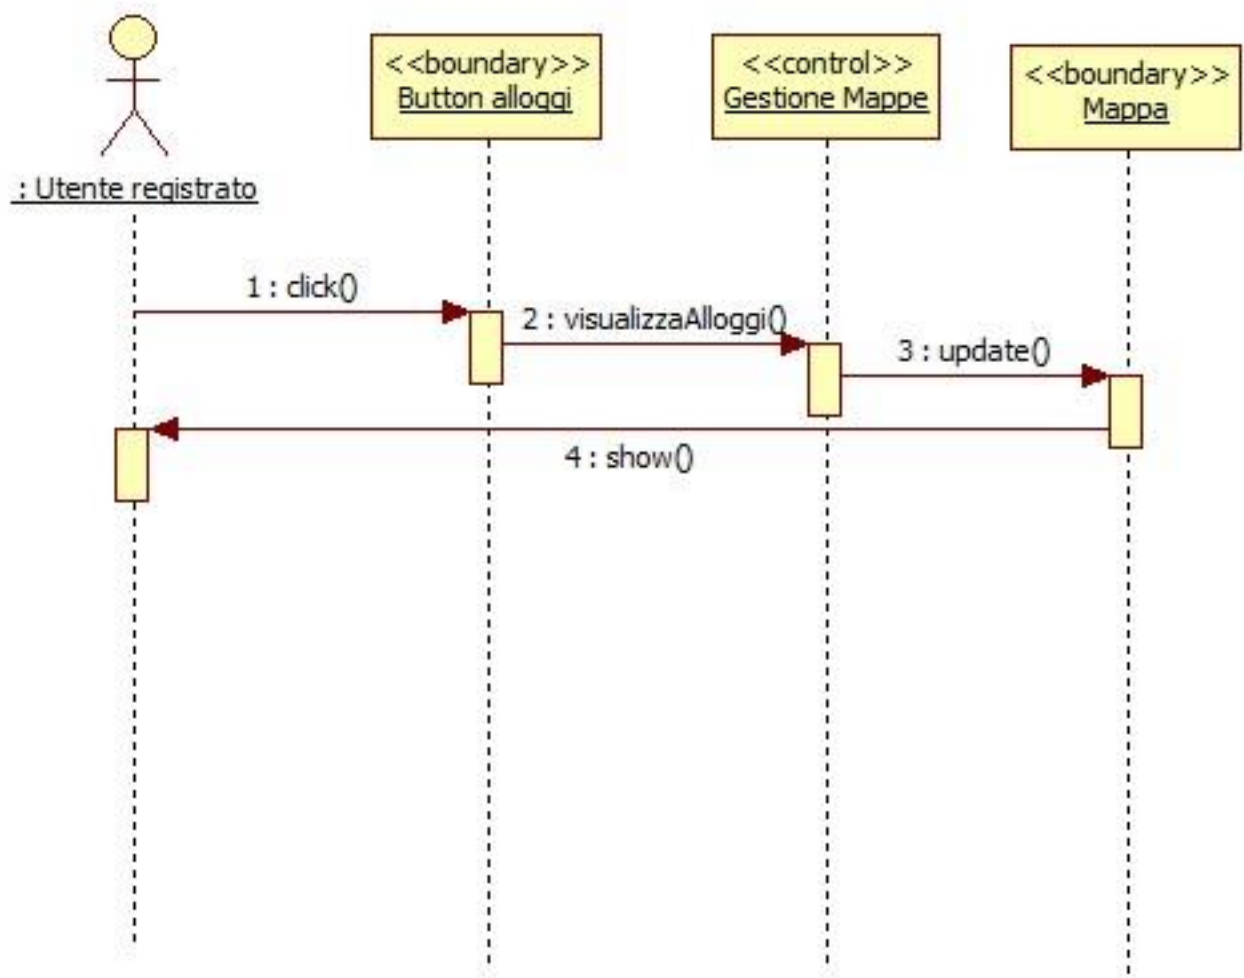 <<boundary>>
Button alloggi
<<control>>
Gestione Mappe
<<boundary>>
Mappa
: Utente registrato
1 : click()
2 : visualizzaAlloggi()
3 : update()
4 : show()